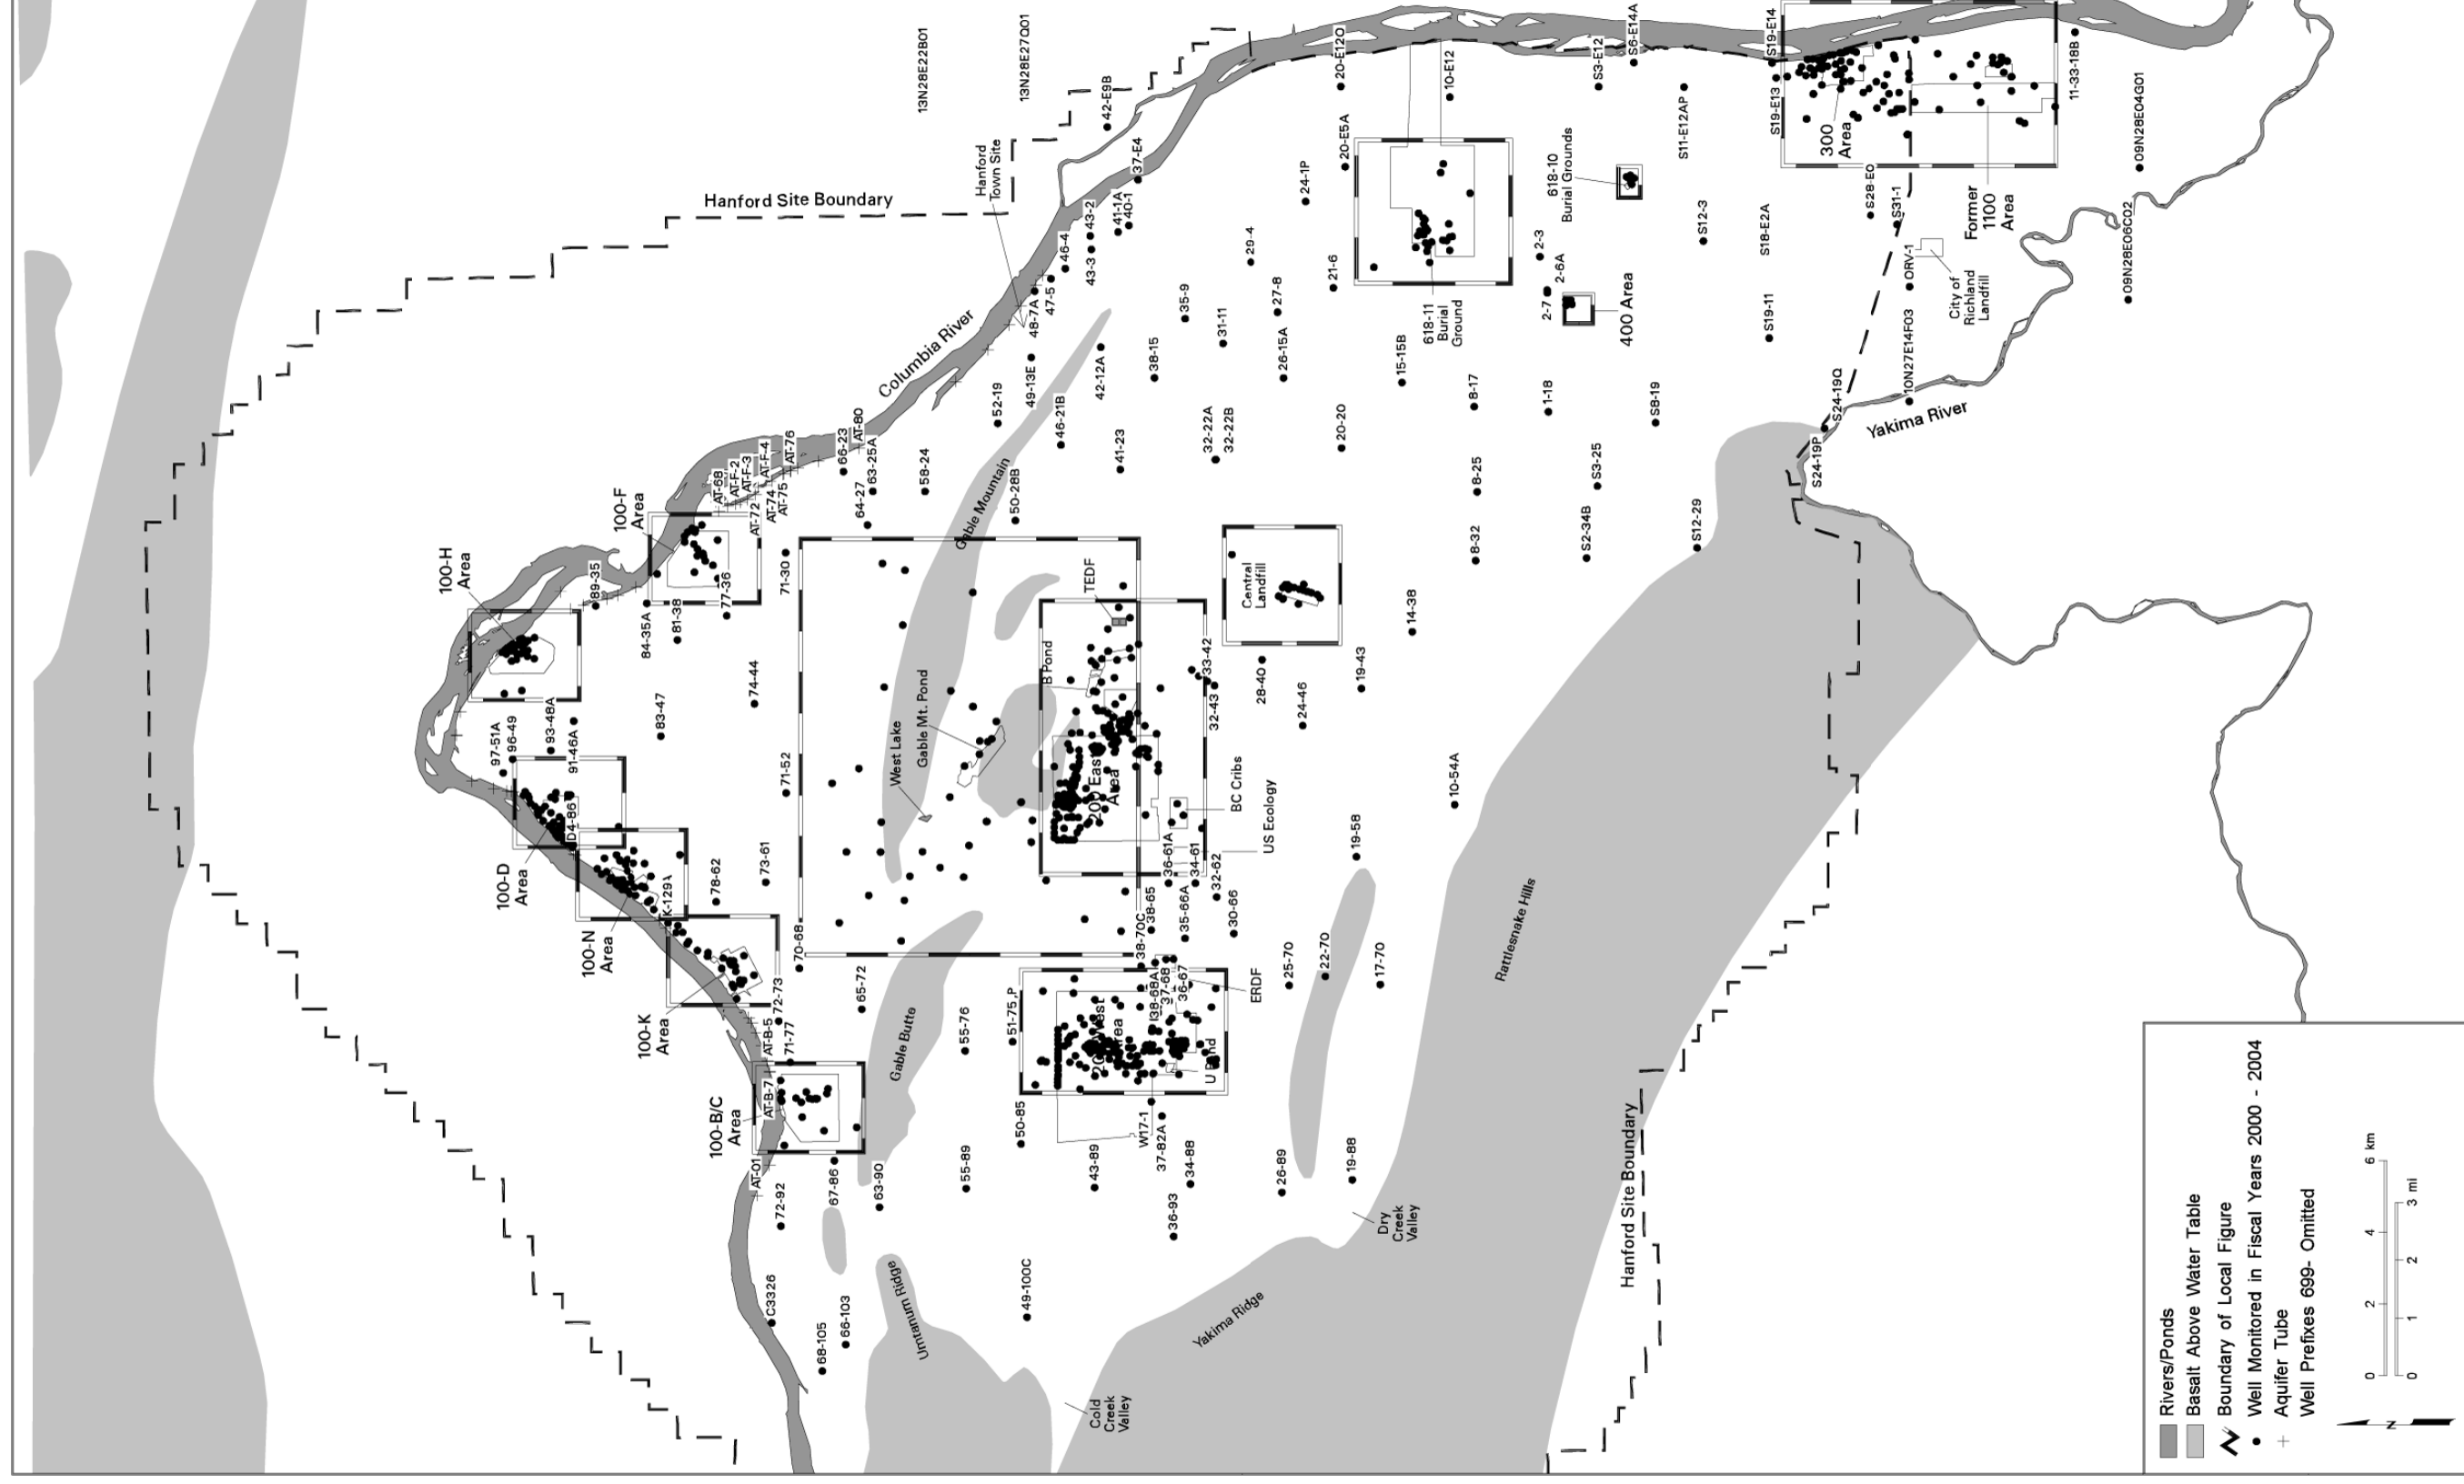 13N28E22B01
13N28E27Q01
42-E9B
Hanford
Town Site
Hanford Site Boundary
37-E4
41-1A
40-1
43-2
46-4
43-3
47-5
48-7A
49-13E
Columbia River
52-19
46-21B
42-12A
38-15
35-9
31-11
27-8
26-15A
29-4
24-1P
21-6
20-E12O
20-E5A
10-E12
S3-E12
S6-E14A
S11-E12AP
618-10
Burial Grounds
618-11
Burial
Ground
2-3
2-6A
2-7
400 Area
S19-E14
S19-E13
300
Area
11-33-18B
09N28E04G01
S28-E0
S31-1
Former
1100
Area
09N28E06C02
S12-3
S18-E2A
S19-11
ORV-1
City of
Richland
Landfill
10N27E14F03
S24-19Q
S24-19P
Yakima River
15-15B
8-17
1-18
S8-19
20-20
32-22A
32-22B
41-23
8-25
S3-25
8-32
S2-34B
S12-29
Gable Mountain
50-28B
58-24
64-27
63-25A
66-23
AT-80
AT-76
AT-F-4
AT-F-3
AT-F-2
AT-68
AT-72
AT-74
AT-75
100-F
Area
100-H
Area
89-35
84-35A
81-38
77-36
71-30
74-44
83-47
71-52
97-51A
96-49
93-48A
91-46A
D4-86
100-D
Area
100-N
Area
78-62
73-61
K-129
100-K
Area
70-68
72-73
71-77
AT-B-5
AT-B-7
100-B/C
Area
AT-01
72-92
67-86
63-90
C3326
68-105
66-103
65-72
55-76
51-75,P
50-85
55-89
Gable Butte
West Lake
Gable Mt. Pond
B Pond
TEDF
200 East
Area
Central
Landfill
33-42
32-43
28-40
24-46
19-43
14-38
BC Cribs
US Ecology
36-61A
34-61
32-62
30-66
38-65
35-66A
38-70C
38-68A
37-68
36-67
ERDF
200 West
Area
U Pond
W17-1
37-82A
34-88
43-89
36-93
26-89
19-88
25-70
22-70
17-70
19-58
10-54A
49-100C
Umtanum Ridge
Yakima Ridge
Cold
Creek
Valley
Dry
Creek
Valley
Rattlesnake Hills
Hanford Site Boundary
Rivers/Ponds
Basalt Above Water Table
Boundary of Local Figure
Well Monitored in Fiscal Years 2000 - 2004
Aquifer Tube
Well Prefixes 699- Omitted
0 2 4 6 km
0 1 2 3 mi
N